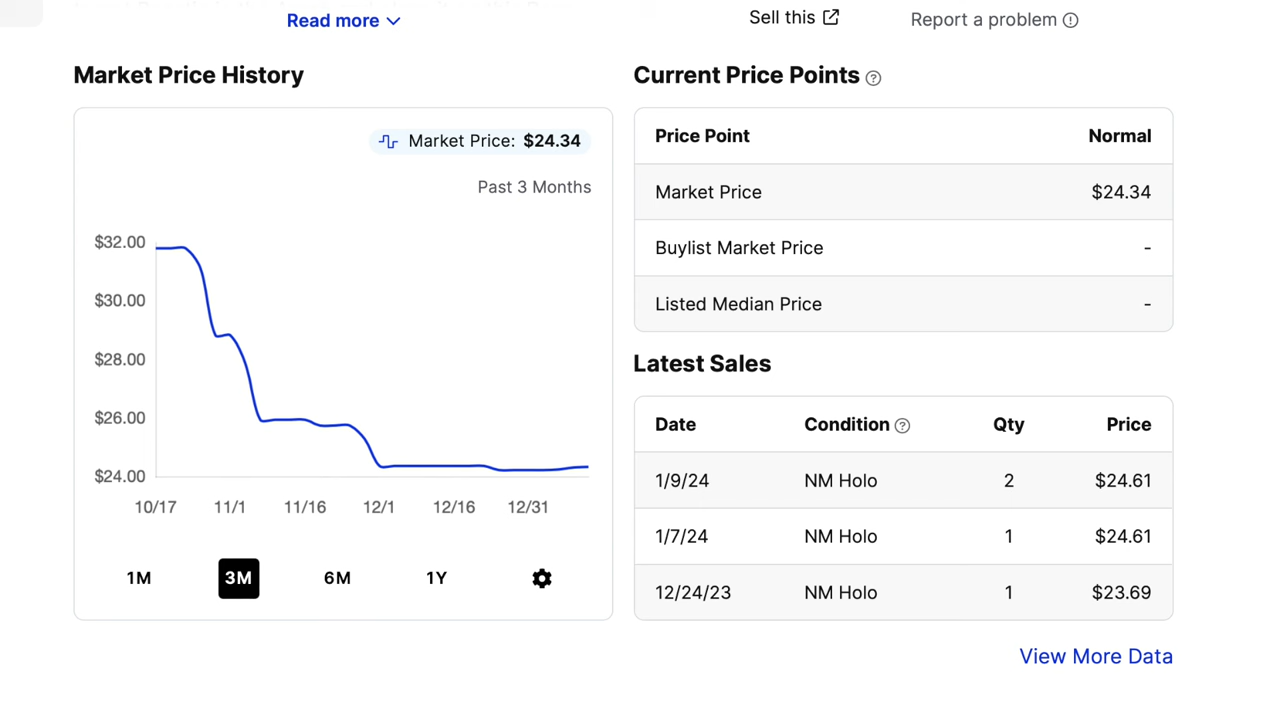 Read more
Sell this
Report a problem
Market Price History
Market Price: $24.34
Past 3 Months
$32.00
$30.00
$28.00
$26.00
$24.00
10/17 11/1 11/16 12/1 12/16 12/31
1M 3M 6M 1Y
Current Price Points
Price Point Normal
Market Price $24.34
Buylist Market Price -
Listed Median Price -
Latest Sales
Date Condition Qty Price
1/9/24 NM Holo 2 $24.61
1/7/24 NM Holo 1 $24.61
12/24/23 NM Holo 1 $23.69
View More Data